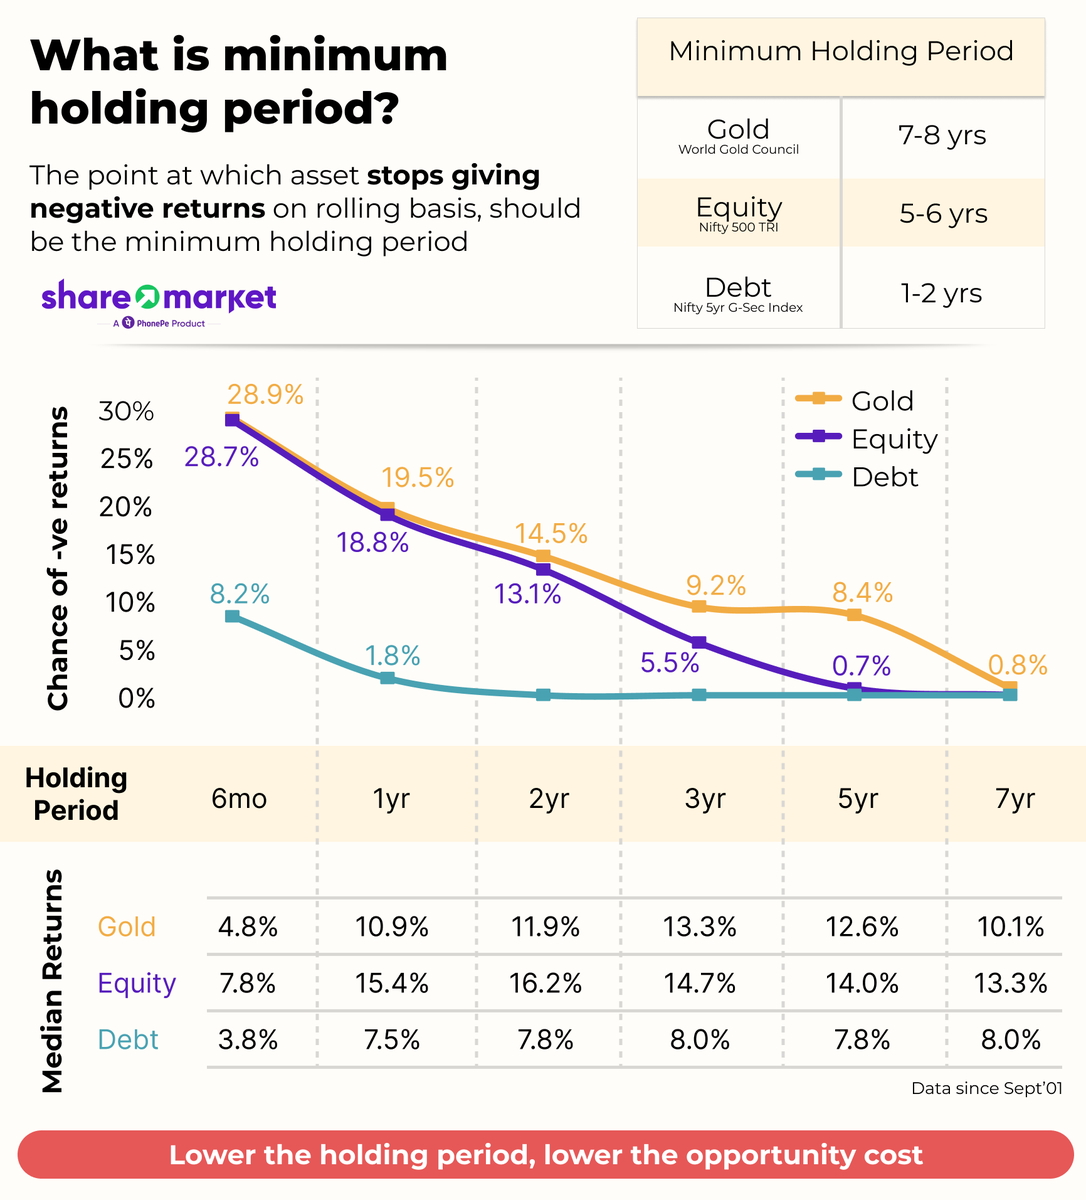 What is minimum
holding period?
The point at which asset stops giving
negative returns on rolling basis, should
be the minimum holding period
share market
A PhonePe Product
Minimum Holding Period
Gold
World Gold Council
7-8 yrs
Equity
Nifty 500 TRI
5-6 yrs
Debt
Nifty 5yr G-Sec Index
1-2 yrs
Chance of -ve returns
30%
25%
20%
15%
10%
5%
0%
28.9%
28.7%
19.5%
18.8%
14.5%
13.1%
9.2%
5.5%
8.4%
0.7%
0.8%
8.2%
1.8%
Gold
Equity
Debt
Holding
Period
6mo 1yr 2yr 3yr 5yr 7yr
Median Returns
Gold 4.8% 10.9% 11.9% 13.3% 12.6% 10.1%
Equity 7.8% 15.4% 16.2% 14.7% 14.0% 13.3%
Debt 3.8% 7.5% 7.8% 8.0% 7.8% 8.0%
Data since Sept'01
Lower the holding period, lower the opportunity cost